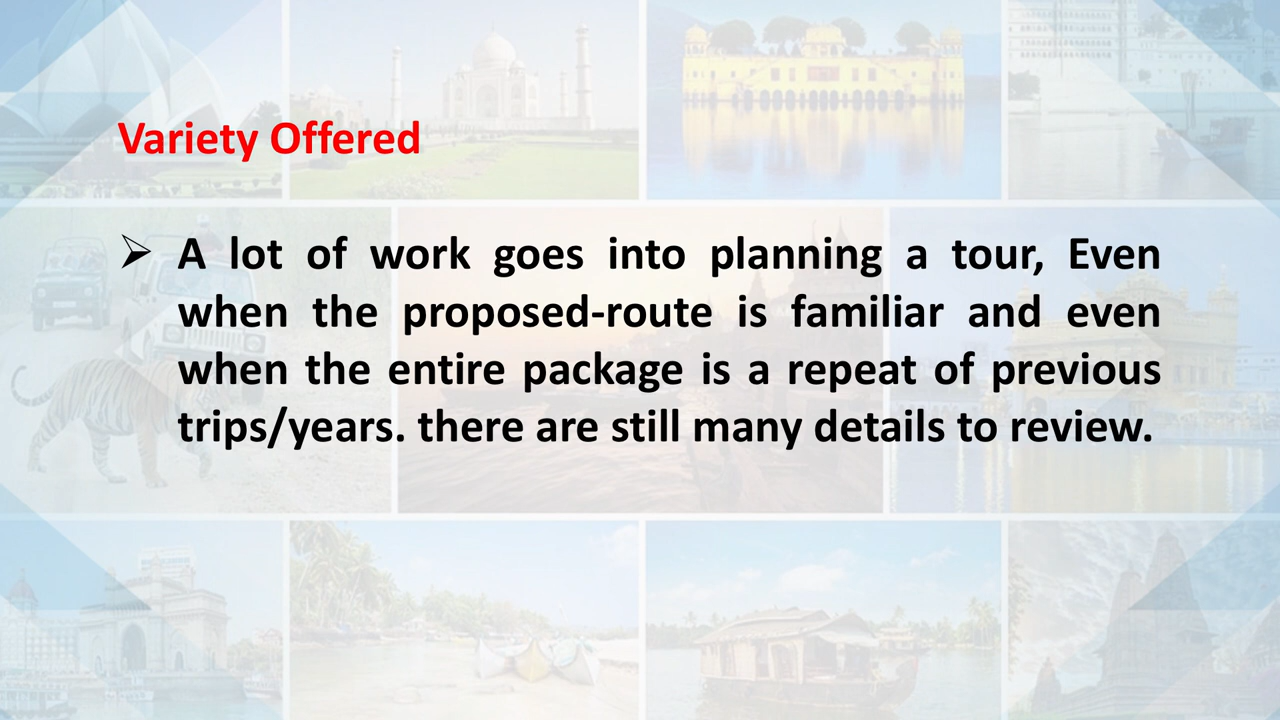 Variety Offered
➢ A lot of work goes into planning a tour, Even
when the proposed-route is familiar and even
when the entire package is a repeat of previous
trips/years. there are still many details to review.